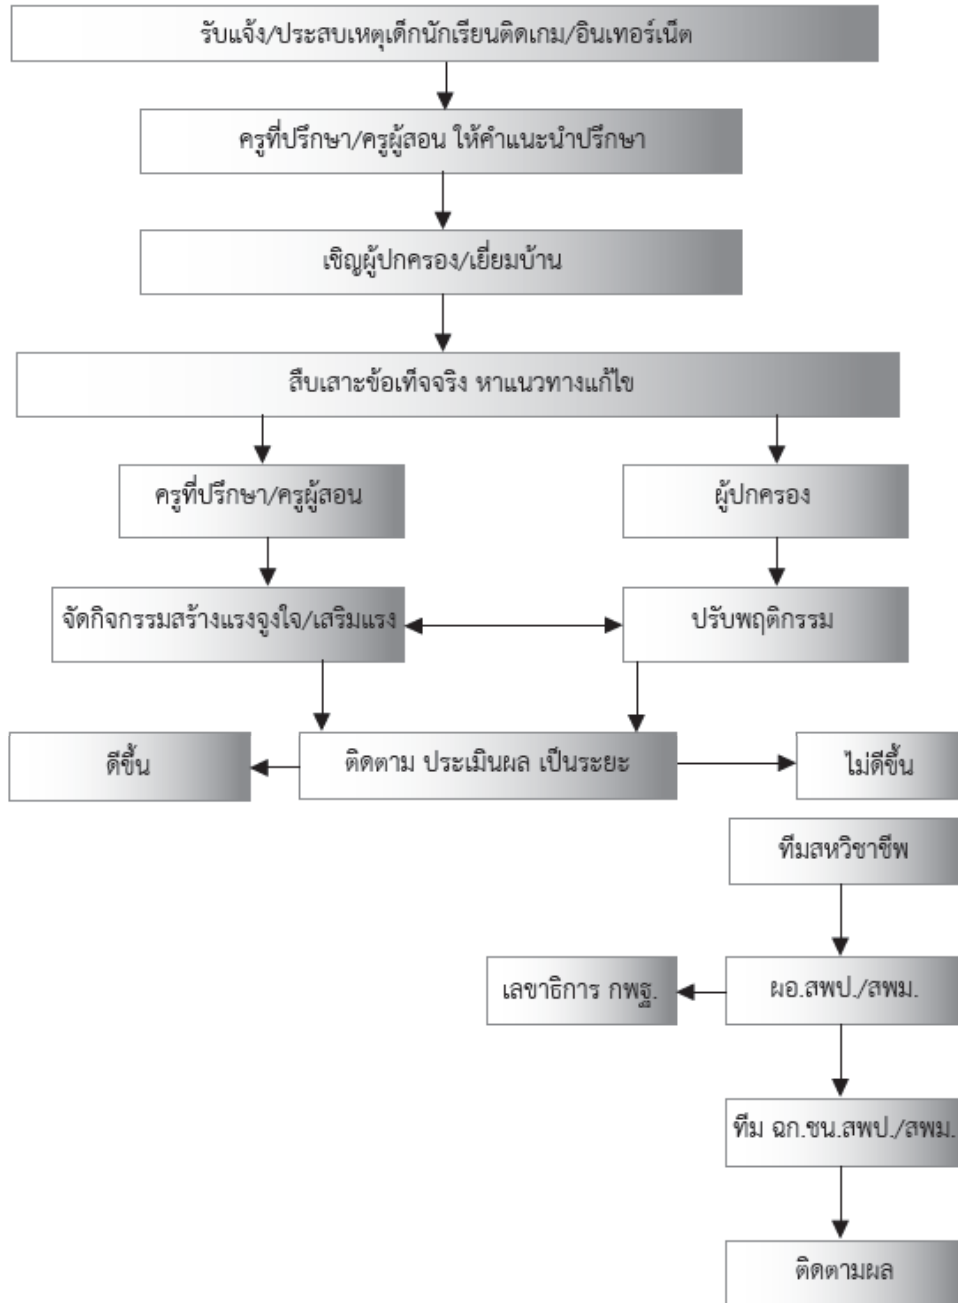 รับแจ้ง/ประสบเหตุเด็กนักเรียนติดเกม/อินเทอร์เน็ต
ครูที่ปรึกษา/ครูผู้สอน ให้คำแนะนำปรึกษา
เชิญผู้ปกครอง/เยี่ยมบ้าน
สืบเสาะข้อเท็จจริง หาแนวทางแก้ไข
ครูที่ปรึกษา/ครูผู้สอน
ผู้ปกครอง
จัดกิจกรรมสร้างแรงจูงใจ/เสริมแรง
ปรับพฤติกรรม
ดีขึ้น
ติดตาม ประเมินผล เป็นระยะ
ไม่ดีขึ้น
ทีมสหวิชาชีพ
เลขาธิการ กพฐ.
ผอ.สพป./สพม.
ทีม ฉก.ชน.สพป./สพม.
ติดตามผล